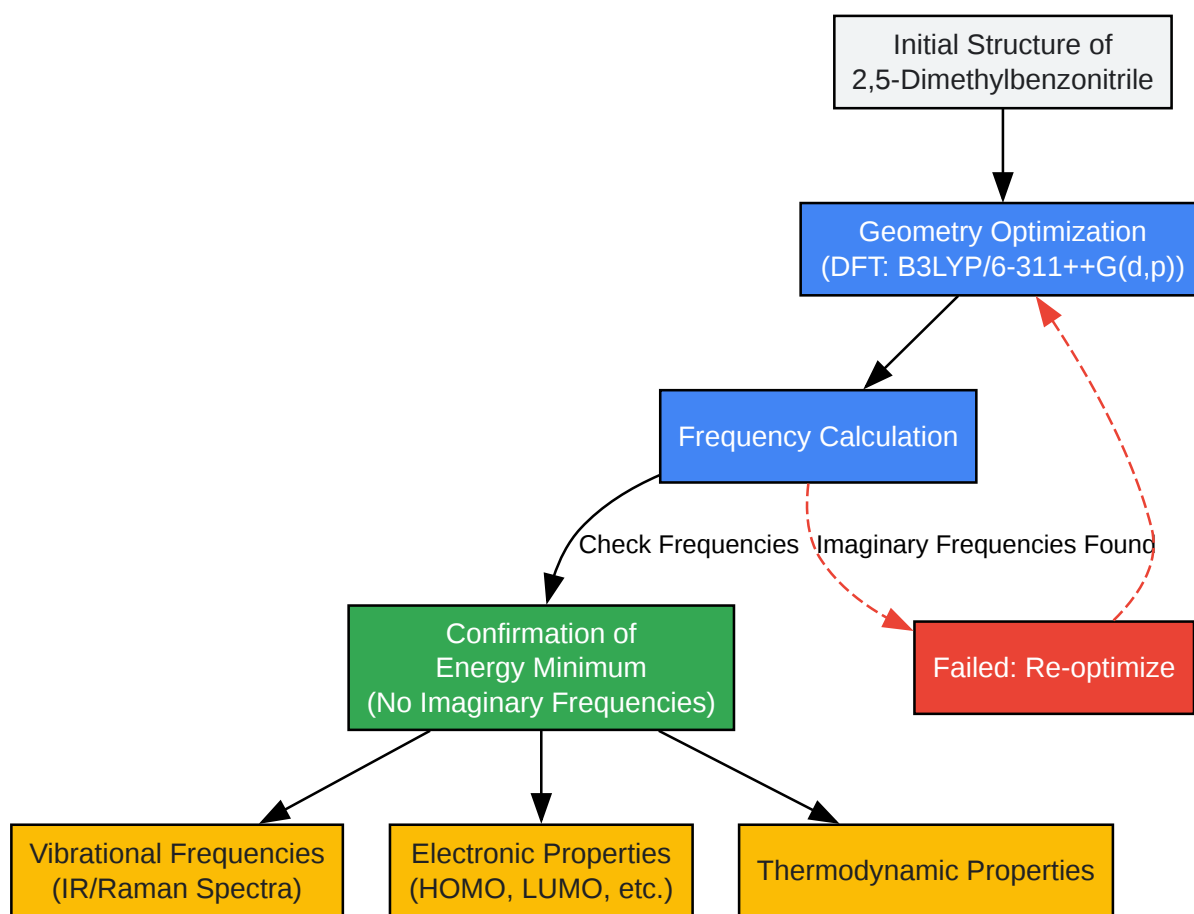 Initial Structure of
2,5-Dimethylbenzonitrile
Geometry Optimization
(DFT: B3LYP/6-311++G(d,p))
Frequency Calculation
Check Frequencies
Imaginary Frequencies Found
Confirmation of
Energy Minimum
(No Imaginary Frequencies)
Failed: Re-optimize
Vibrational Frequencies
(IR/Raman Spectra)
Electronic Properties
(HOMO, LUMO, etc.)
Thermodynamic Properties